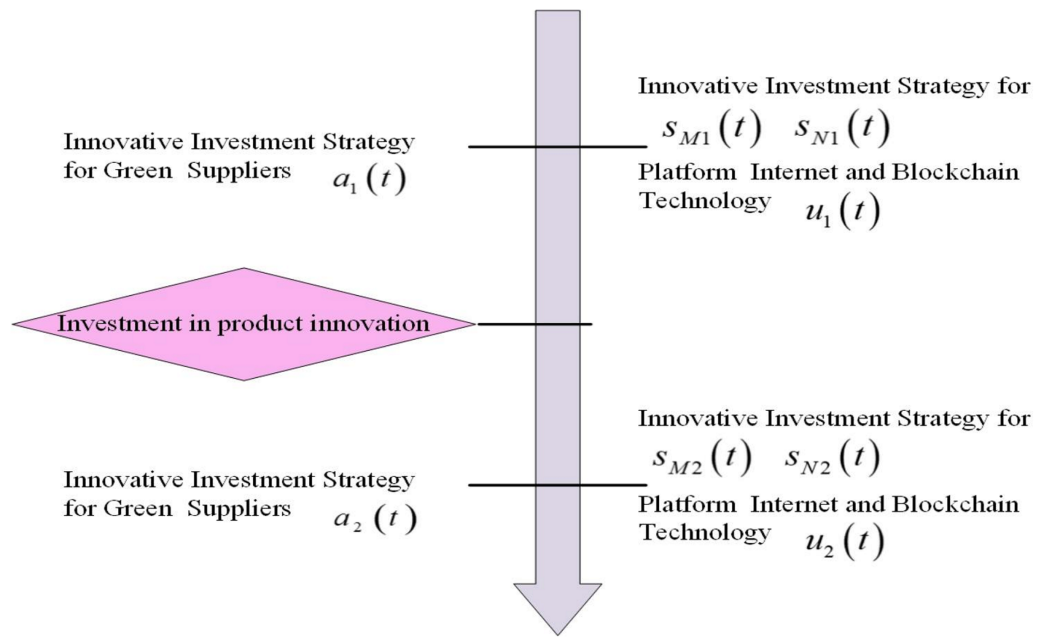 Innovative Investment Strategy for
s_{M1}(t) s_{N1}(t)
Innovative Investment Strategy
for Green Suppliers a_1(t)
Platform Internet and Blockchain
Technology u_1(t)
Investment in product innovation
Innovative Investment Strategy for
s_{M2}(t) s_{N2}(t)
Innovative Investment Strategy
for Green Suppliers a_2(t)
Platform Internet and Blockchain
Technology u_2(t)